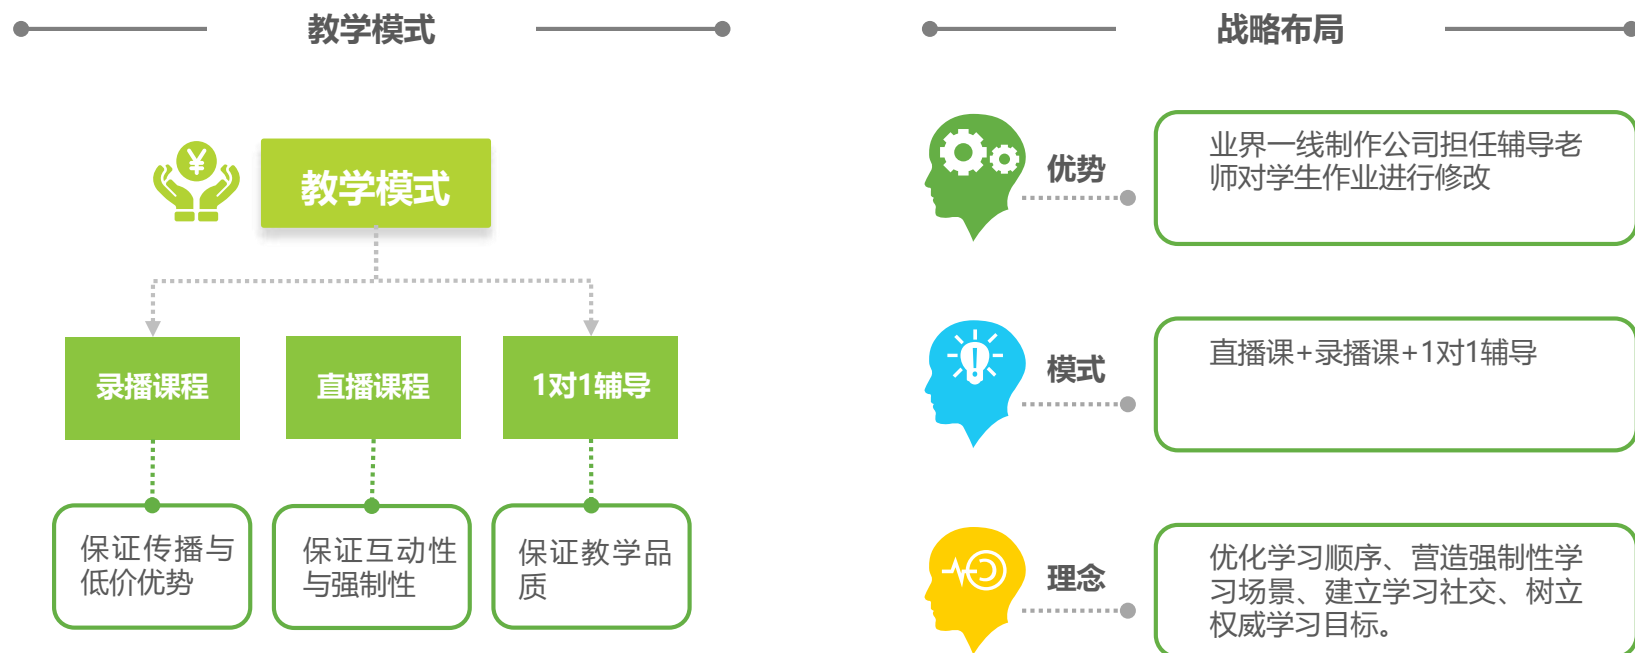 教学模式
战略布局
¥
教学模式
录播课程
直播课程
1对1辅导
保证传播与
低价优势
保证互动性
与强制性
保证教学品
质
优势
业界一线制作公司担任辅导老
师对学生作业进行修改
模式
直播课+录播课+1对1辅导
理念
优化学习顺序、营造强制性学
习场景、建立学习社交、树立
权威学习目标。